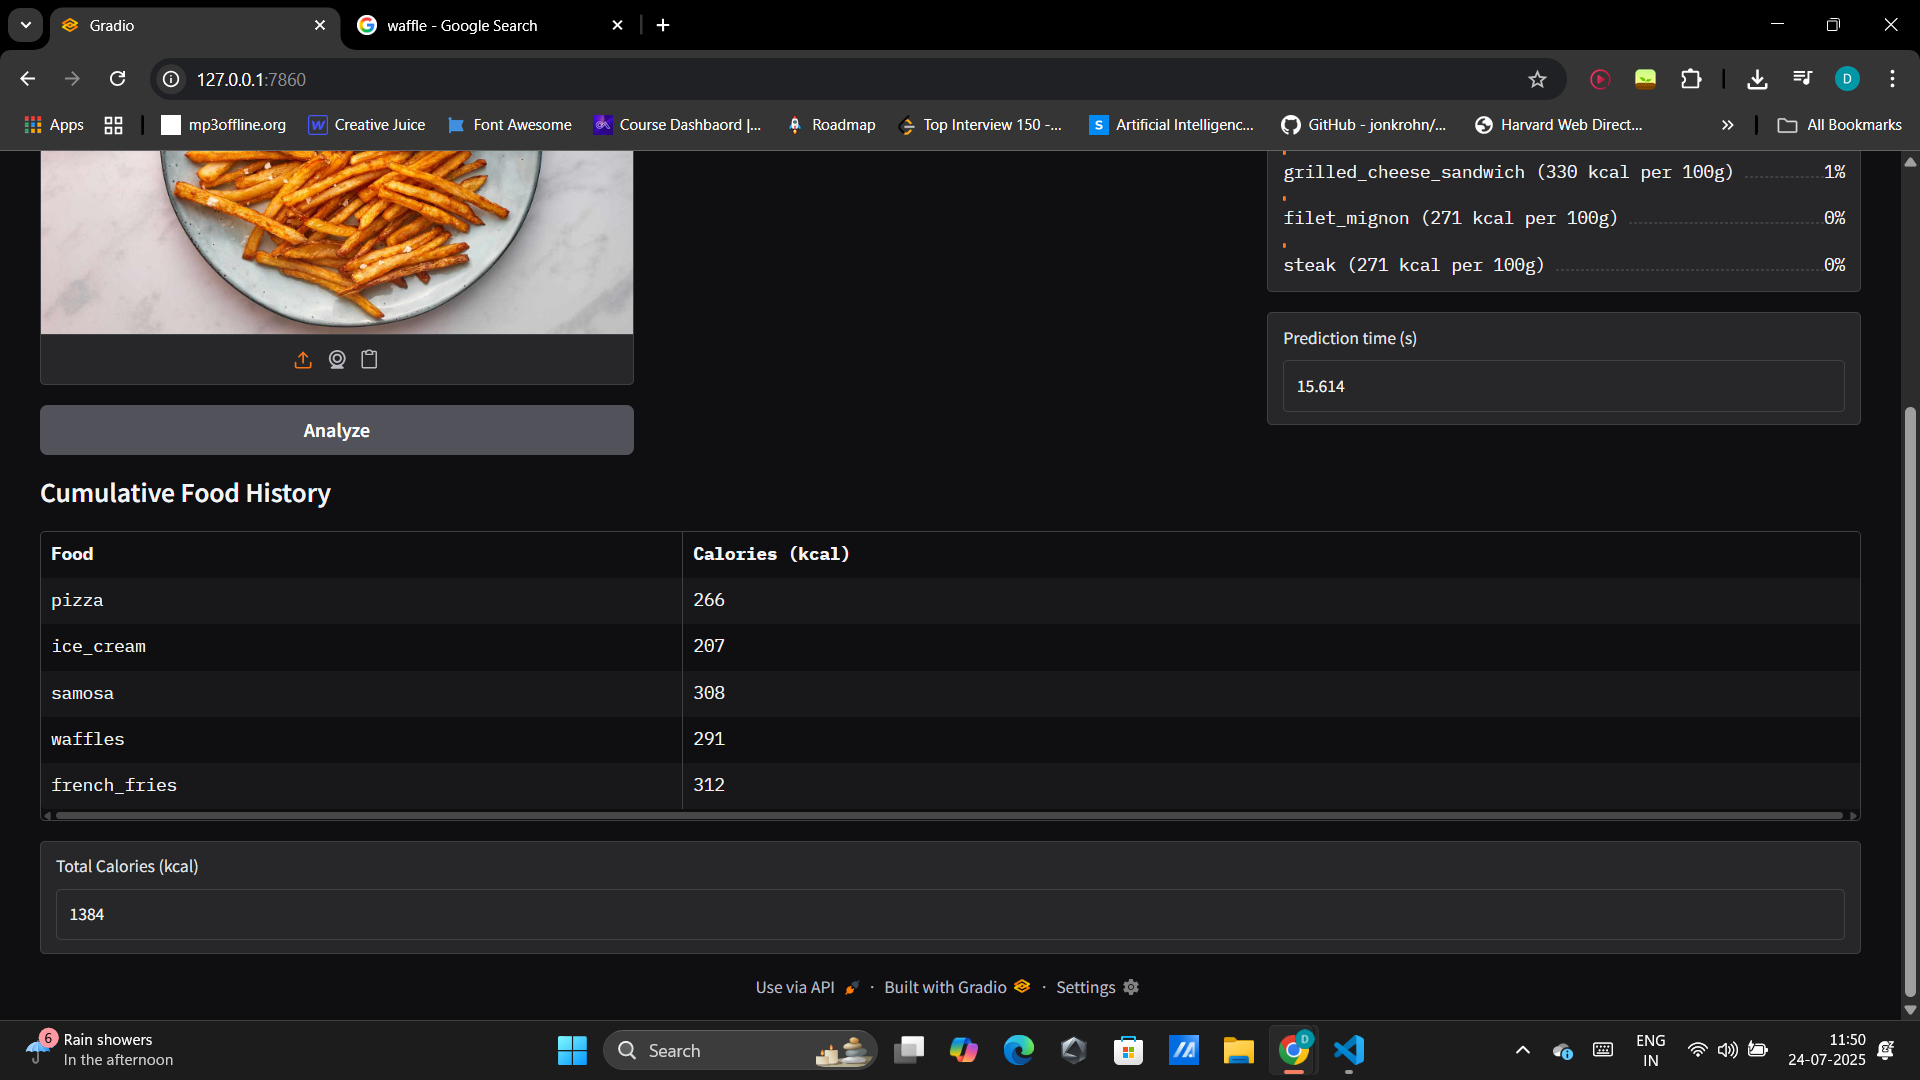 Gradio
waffle - Google Search
127.0.0.1:7860
D
Apps
mp3offline.org
Creative Juice
Font Awesome
Course Dashbaord |...
Roadmap
Top Interview 150 -...
Artificial Intelligenc...
GitHub - jonkrohn/...
Harvard Web Direct...
All Bookmarks
grilled_cheese_sandwich (330 kcal per 100g) 1%
filet_mignon (271 kcal per 100g) 0%
steak (271 kcal per 100g) 0%
Prediction time (s)
15.614
Analyze
Cumulative Food History
Food Calories (kcal)
pizza 266
ice_cream 207
samosa 308
waffles 291
french_fries 312
Total Calories (kcal)
1384
Use via API · Built with Gradio · Settings
6
Rain showers
In the afternoon
Search
D
ENG
IN
11:50
24-07-2025